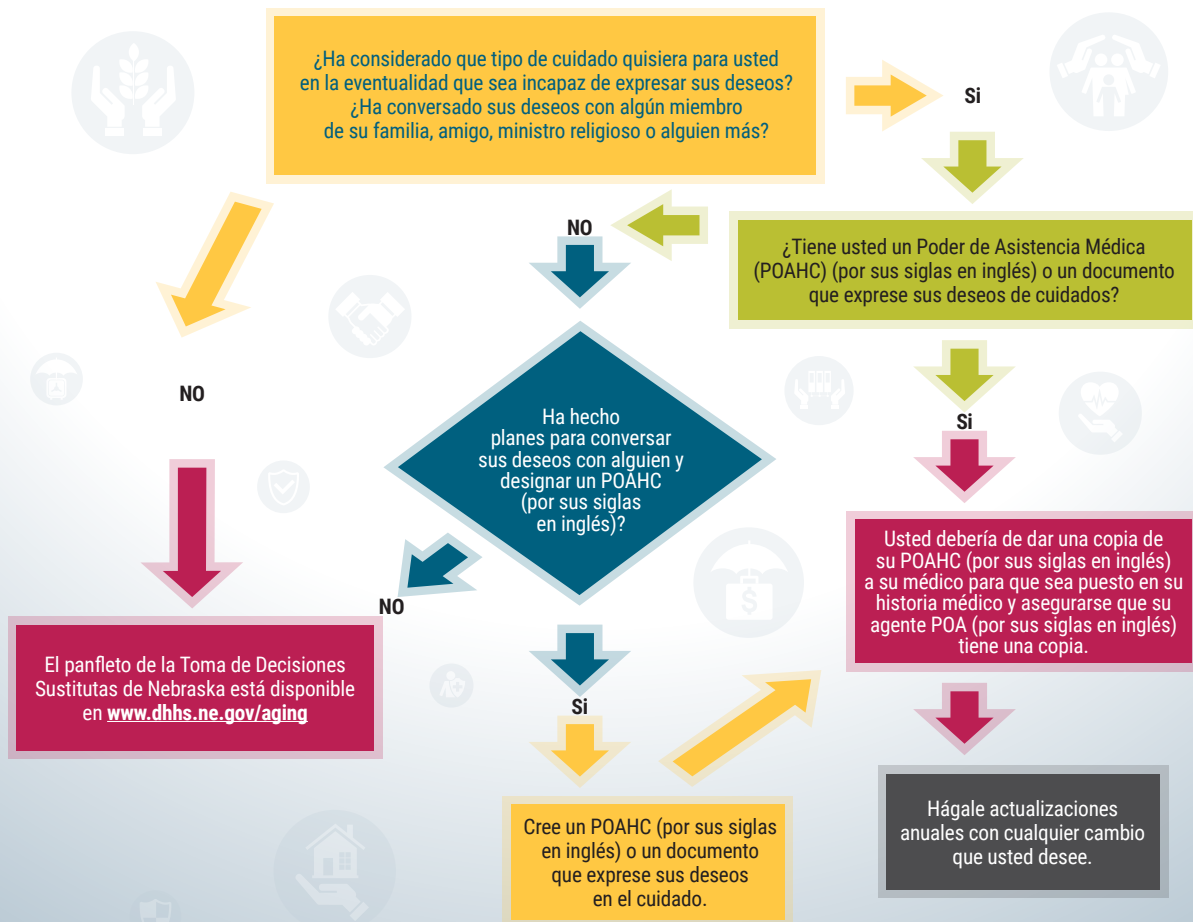 ¿Ha considerado que tipo de cuidado quisiera para usted
en la eventualidad que sea incapaz de expresar sus deseos?
¿Ha conversado sus deseos con algún miembro
de su familia, amigo, ministro religioso o alguien más?
Si
NO
¿Tiene usted un Poder de Asistencia Médica
(POAHC) (por sus siglas en inglés) o un documento
que exprese sus deseos de cuidados?
NO
Ha hecho
planes para conversar
sus deseos con alguien y
designar un POAHC
(por sus siglas
en inglés)?
Si
Usted debería de dar una copia de
su POAHC (por sus siglas en inglés)
a su médico para que sea puesto en su
historia médico y asegurarse que su
agente POA (por sus siglas en inglés)
tiene una copia.
NO
El panfleto de la Toma de Decisiones
Sustitutas de Nebraska está disponible
en www.dhhs.ne.gov/aging
Si
Cree un POAHC (por sus siglas
en inglés) o un documento
que exprese sus deseos
en el cuidado.
Hágale actualizaciones
anuales con cualquier cambio
que usted desee.
$